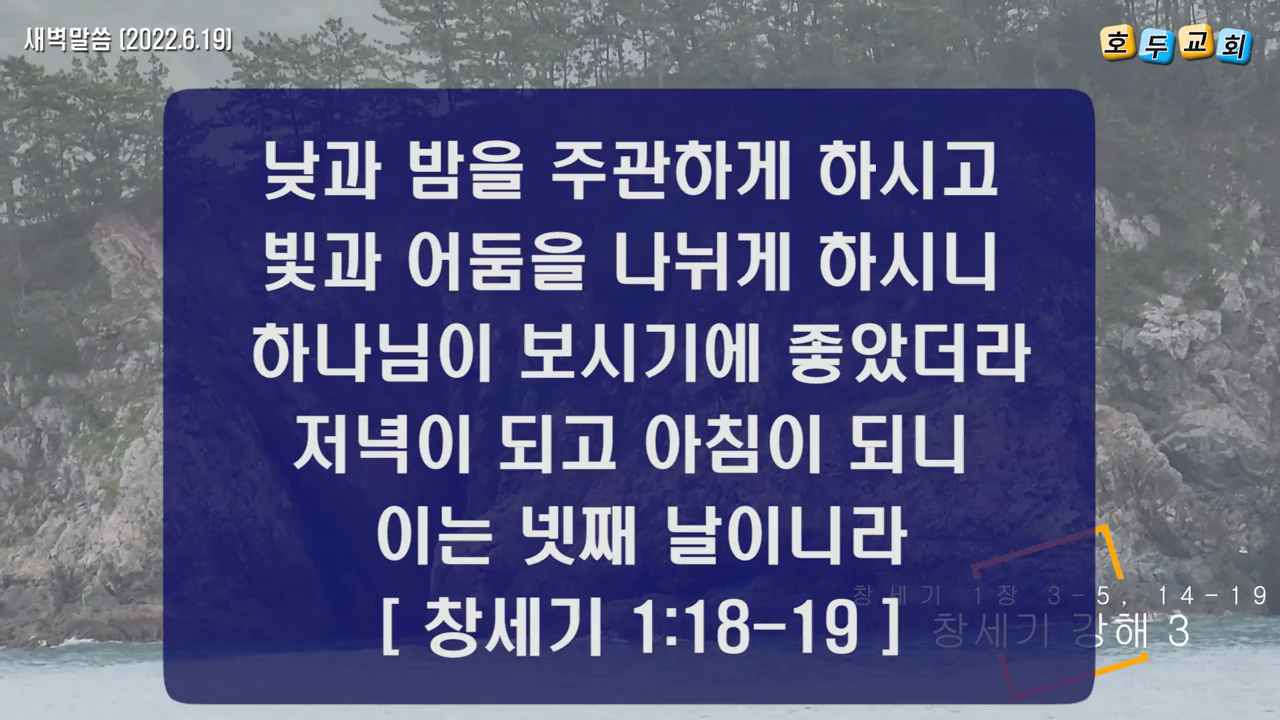 새벽말씀 (2022.6.19)
호두교회
낮과 밤을 주관하게 하시고
빛과 어둠을 나뉘게 하시니
하나님이 보시기에 좋았더라
저녁이 되고 아침이 되니
이는 넷째 날이니라
[ 창세기 1:18-19 ]
창세기 1장 3-5, 14-19
창세기 강해 3